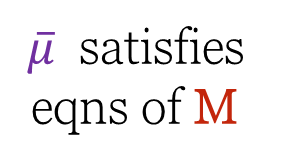 μ̄ satisfies
eqns of M